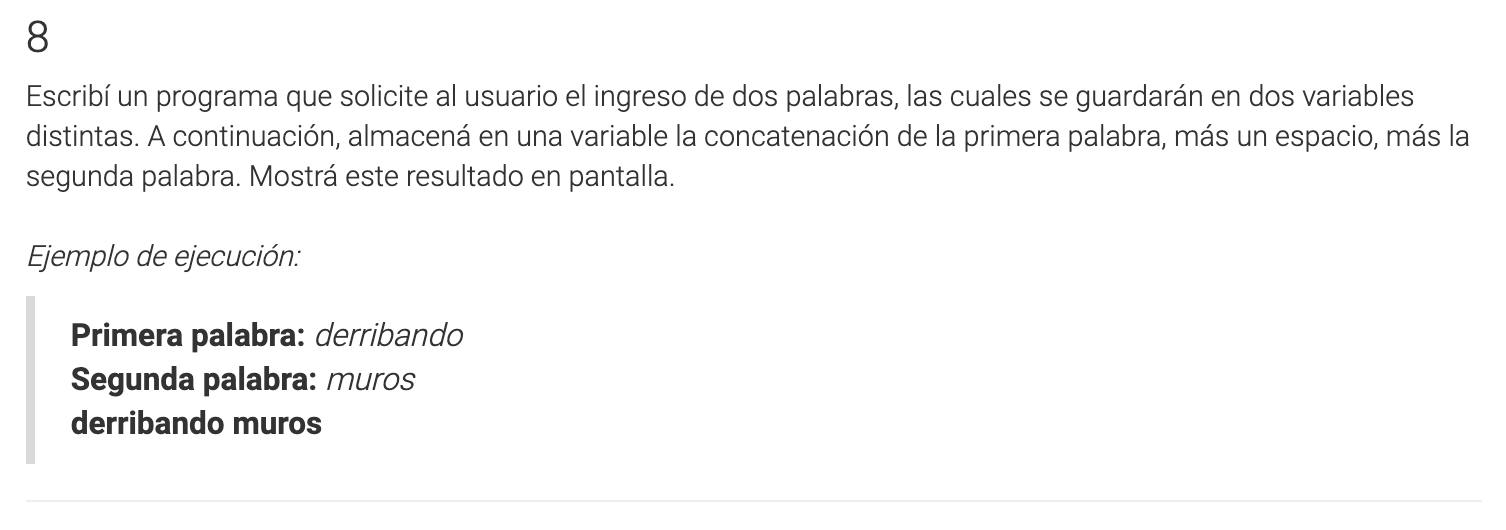 8
Escribí un programa que solicite al usuario el ingreso de dos palabras, las cuales se guardarán en dos variables
distintas. A continuación, almacená en una variable la concatenación de la primera palabra, más un espacio, más la
segunda palabra. Mostrá este resultado en pantalla.
Ejemplo de ejecución:
Primera palabra: derribando
Segunda palabra: muros
derribando muros